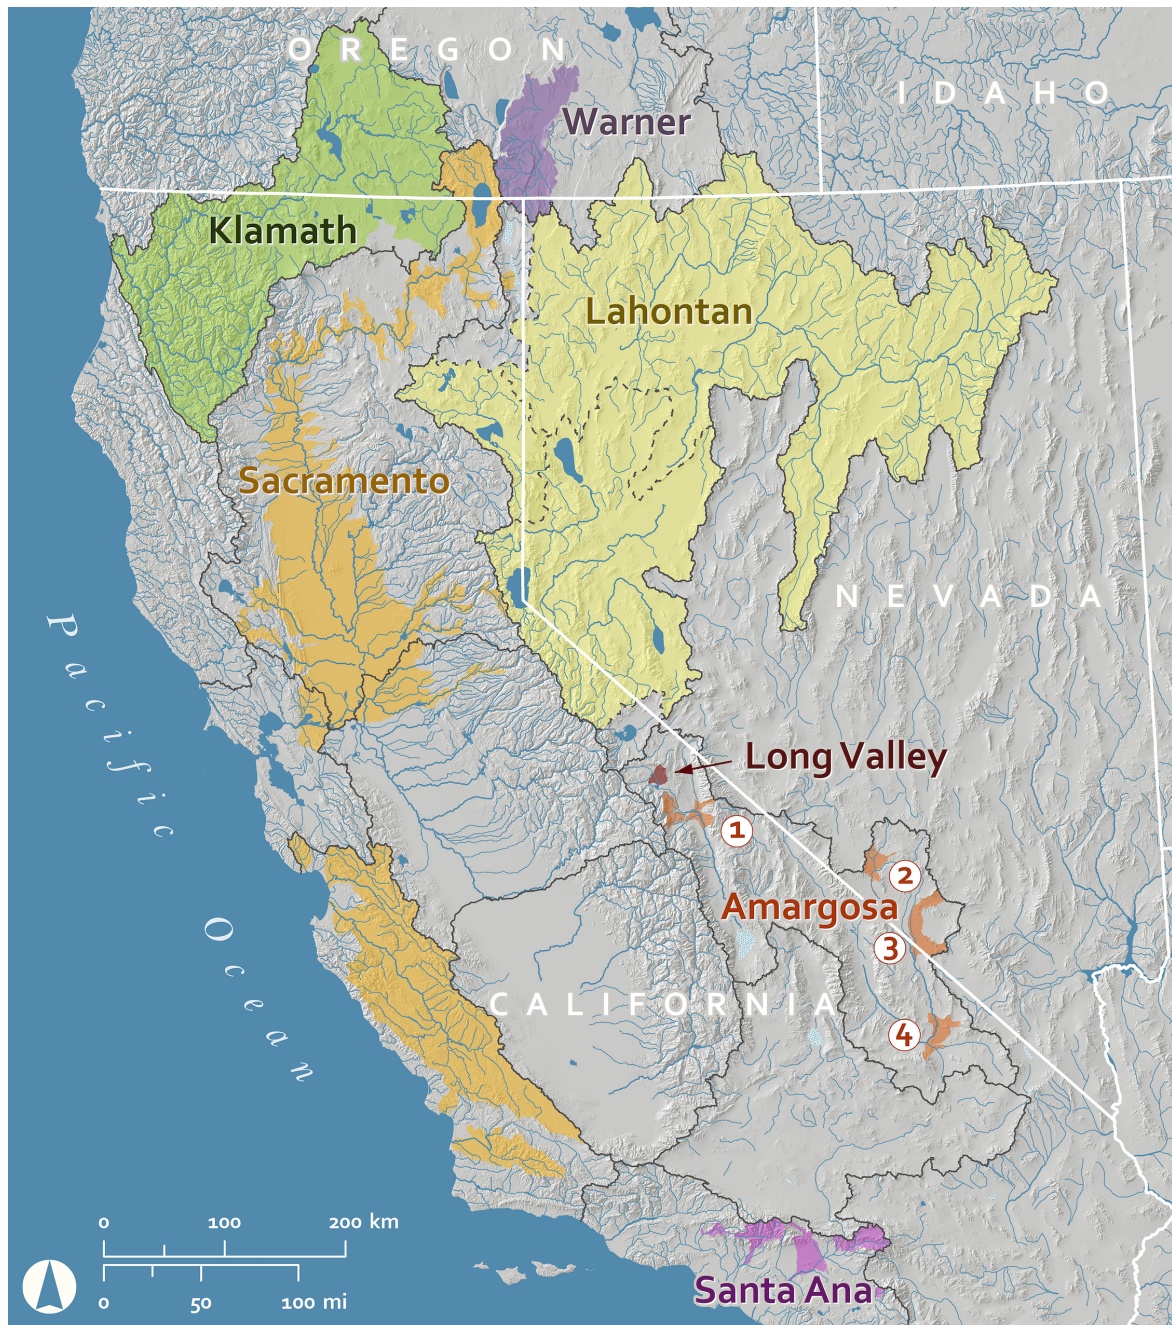 OREGON
IDAHO
Warner
Klamath
Lahontan
Sacramento
NEVADA
Pacific Ocean
Long Valley
1
2
Amargosa
3
CALIFORNIA
4
0 100 200 km
0 50 100 mi
Santa Ana